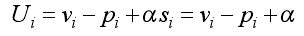 U_i = v_i − p_i + αs_i = v_i − p_i + α